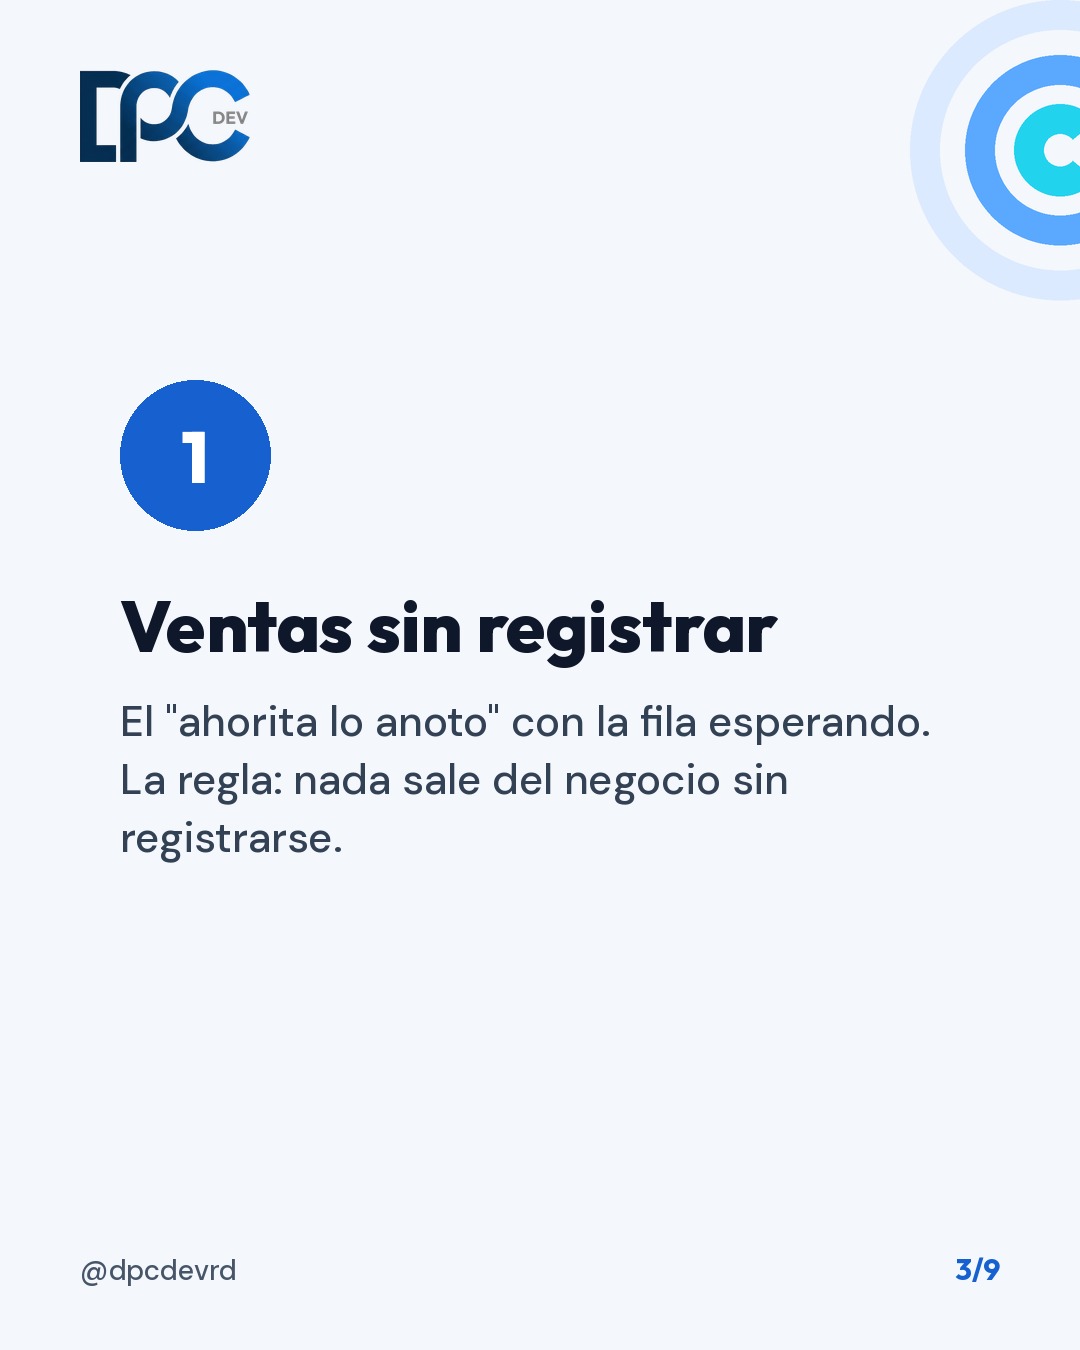 DPC
DEV
1
Ventas sin registrar
El "ahorita lo anoto" con la fila esperando.
La regla: nada sale del negocio sin
registrarse.
@dpcdevrd
3/9